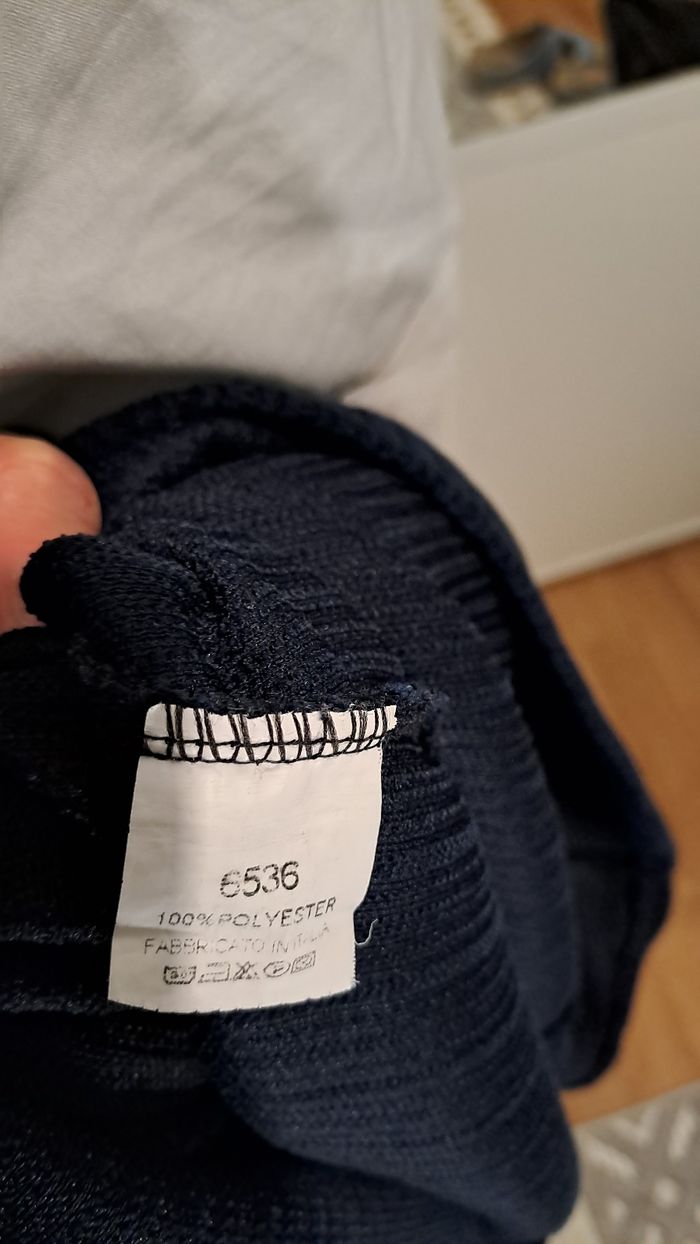 6536
100% POLYESTER
FABBRICATO IN ITALIA